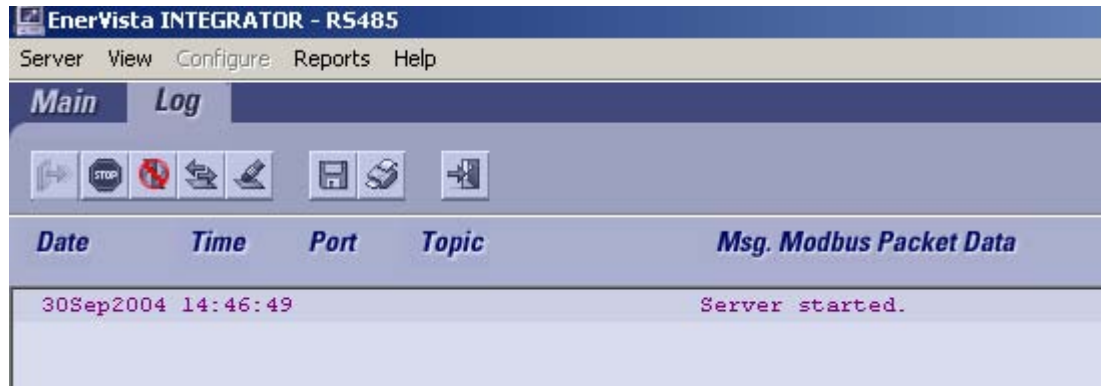 EnerVista INTEGRATOR - RS485
Server View Configure Reports Help
Main Log
STOP
Date Time Port Topic Msg. Modbus Packet Data
30Sep2004 14:46:49 Server started.